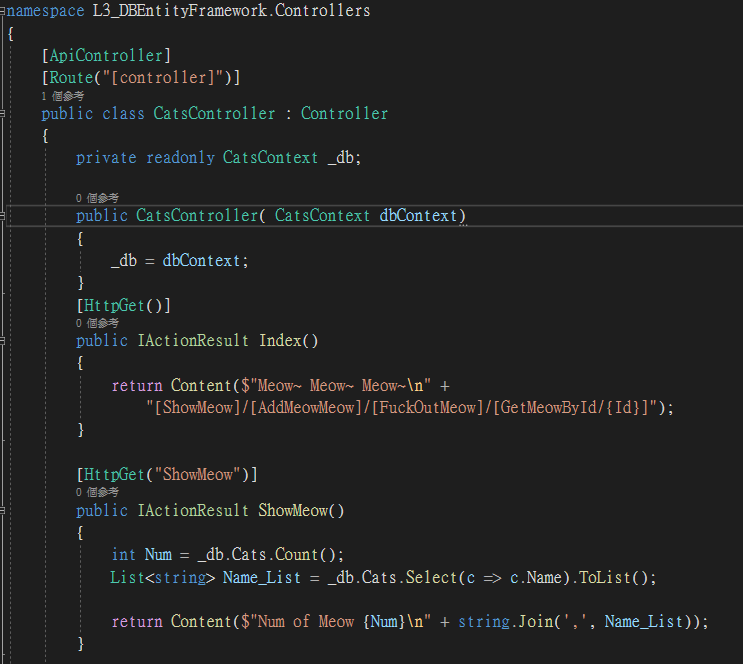 namespace L3_DBEntityFramework.Controllers
{
[ApiController]
[Route("[controller]")]
1 個參考
public class CatsController : Controller
{
private readonly CatsContext _db;
0 個參考
public CatsController( CatsContext dbContext)
{
_db = dbContext;
}
[HttpGet()]
0 個參考
public IActionResult Index()
{
return Content($"Meow~ Meow~ Meow~\n" +
"[ShowMeow]/[AddMeowMeow]/[FuckOutMeow]/[GetMeowById/{Id}]");
}
[HttpGet("ShowMeow")]
0 個參考
public IActionResult ShowMeow()
{
int Num = _db.Cats.Count();
List<string> Name_List = _db.Cats.Select(c => c.Name).ToList();
return Content($"Num of Meow {Num}\n" + string.Join(',', Name_List));
}